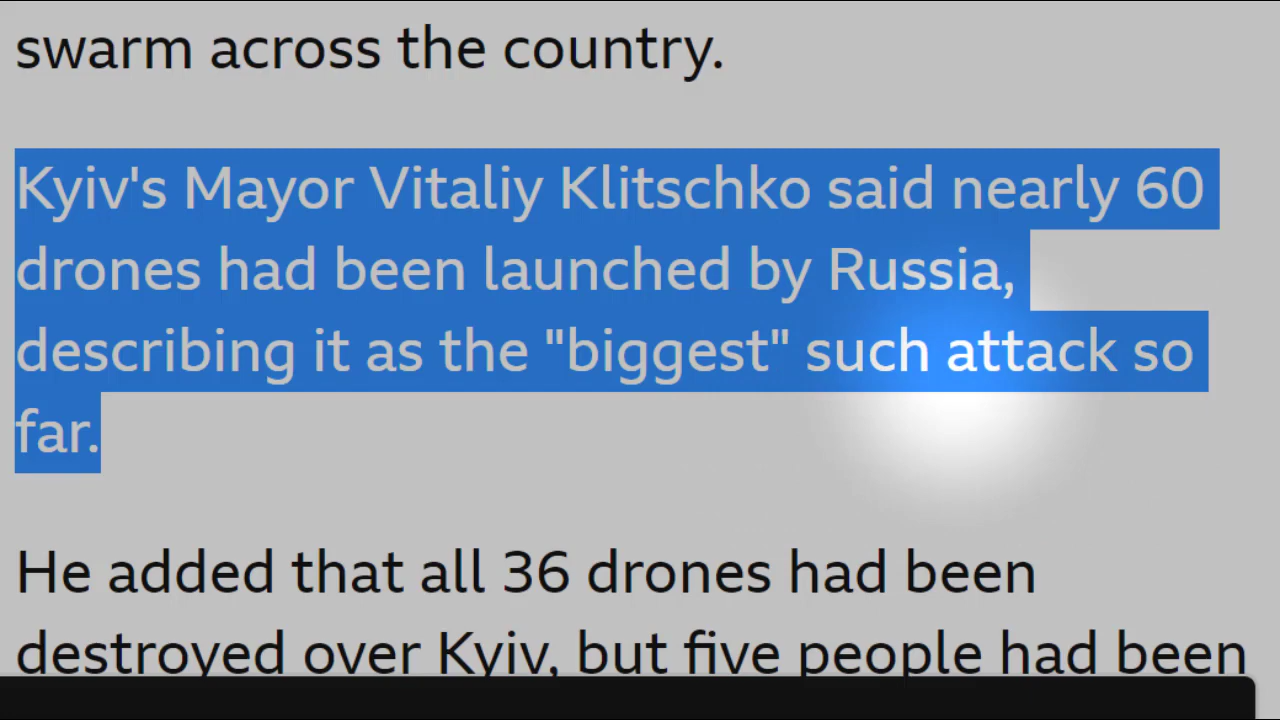 swarm across the country.
Kyiv's Mayor Vitaliy Klitschko said nearly 60
drones had been launched by Russia,
describing it as the "biggest" such attack so
far.
He added that all 36 drones had been
destroyed over Kyiv, but five people had been